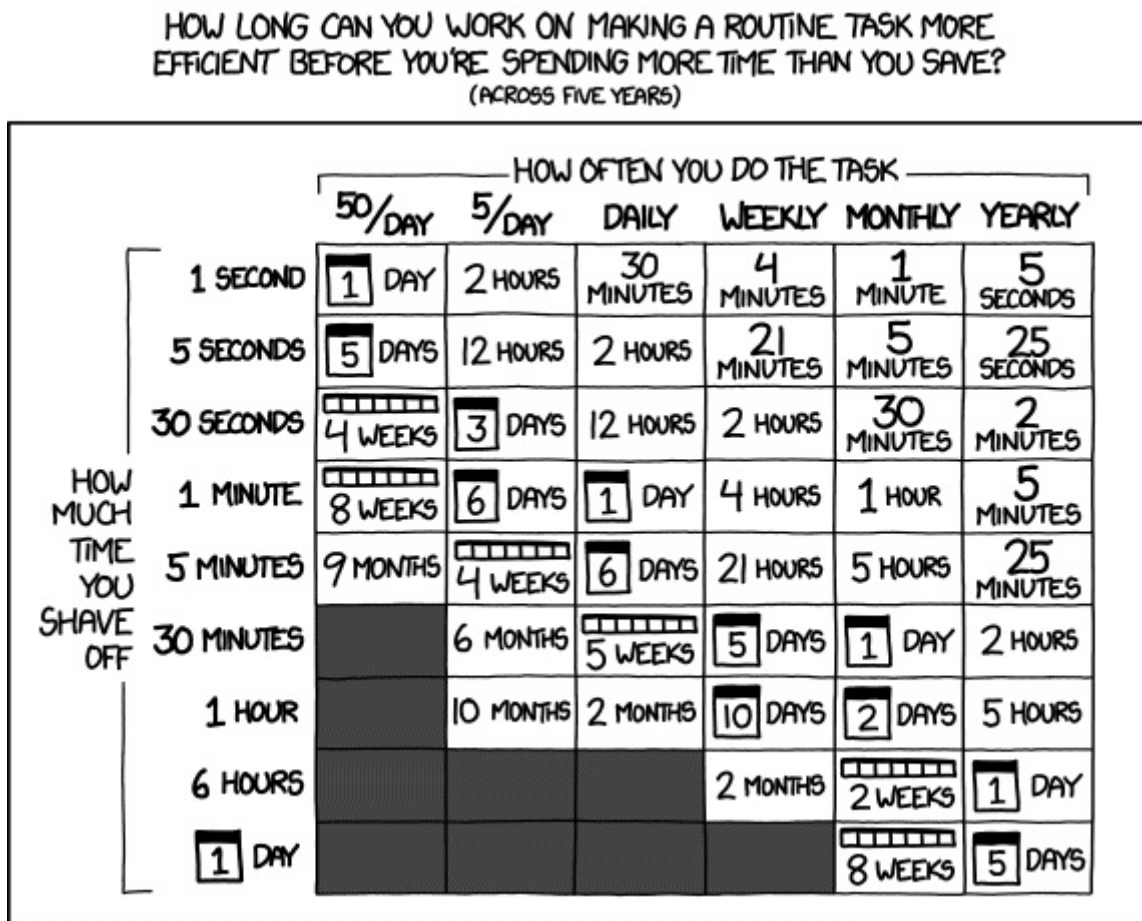 HOW LONG CAN YOU WORK ON MAKING A ROUTINE TASK MORE
EFFICIENT BEFORE YOU'RE SPENDING MORE TIME THAN YOU SAVE?
(ACROSS FIVE YEARS)
HOW OFTEN YOU DO THE TASK
50/DAY 5/DAY DAILY WEEKLY MONTHLY YEARLY
HOW MUCH TIME YOU SHAVE OFF
1 SECOND 1 DAY 2 HOURS 30 MINUTES 4 MINUTES 1 MINUTE 5 SECONDS
5 SECONDS 5 DAYS 12 HOURS 2 HOURS 21 MINUTES 5 MINUTES 25 SECONDS
30 SECONDS 4 WEEKS 3 DAYS 12 HOURS 2 HOURS 30 MINUTES 2 MINUTES
1 MINUTE 8 WEEKS 6 DAYS 1 DAY 4 HOURS 1 HOUR 5 MINUTES
5 MINUTES 9 MONTHS 4 WEEKS 6 DAYS 21 HOURS 5 HOURS 25 MINUTES
30 MINUTES 6 MONTHS 5 WEEKS 5 DAYS 1 DAY 2 HOURS
1 HOUR 10 MONTHS 2 MONTHS 10 DAYS 2 DAYS 5 HOURS
6 HOURS 2 MONTHS 2 WEEKS 1 DAY
1 DAY 8 WEEKS 5 DAYS